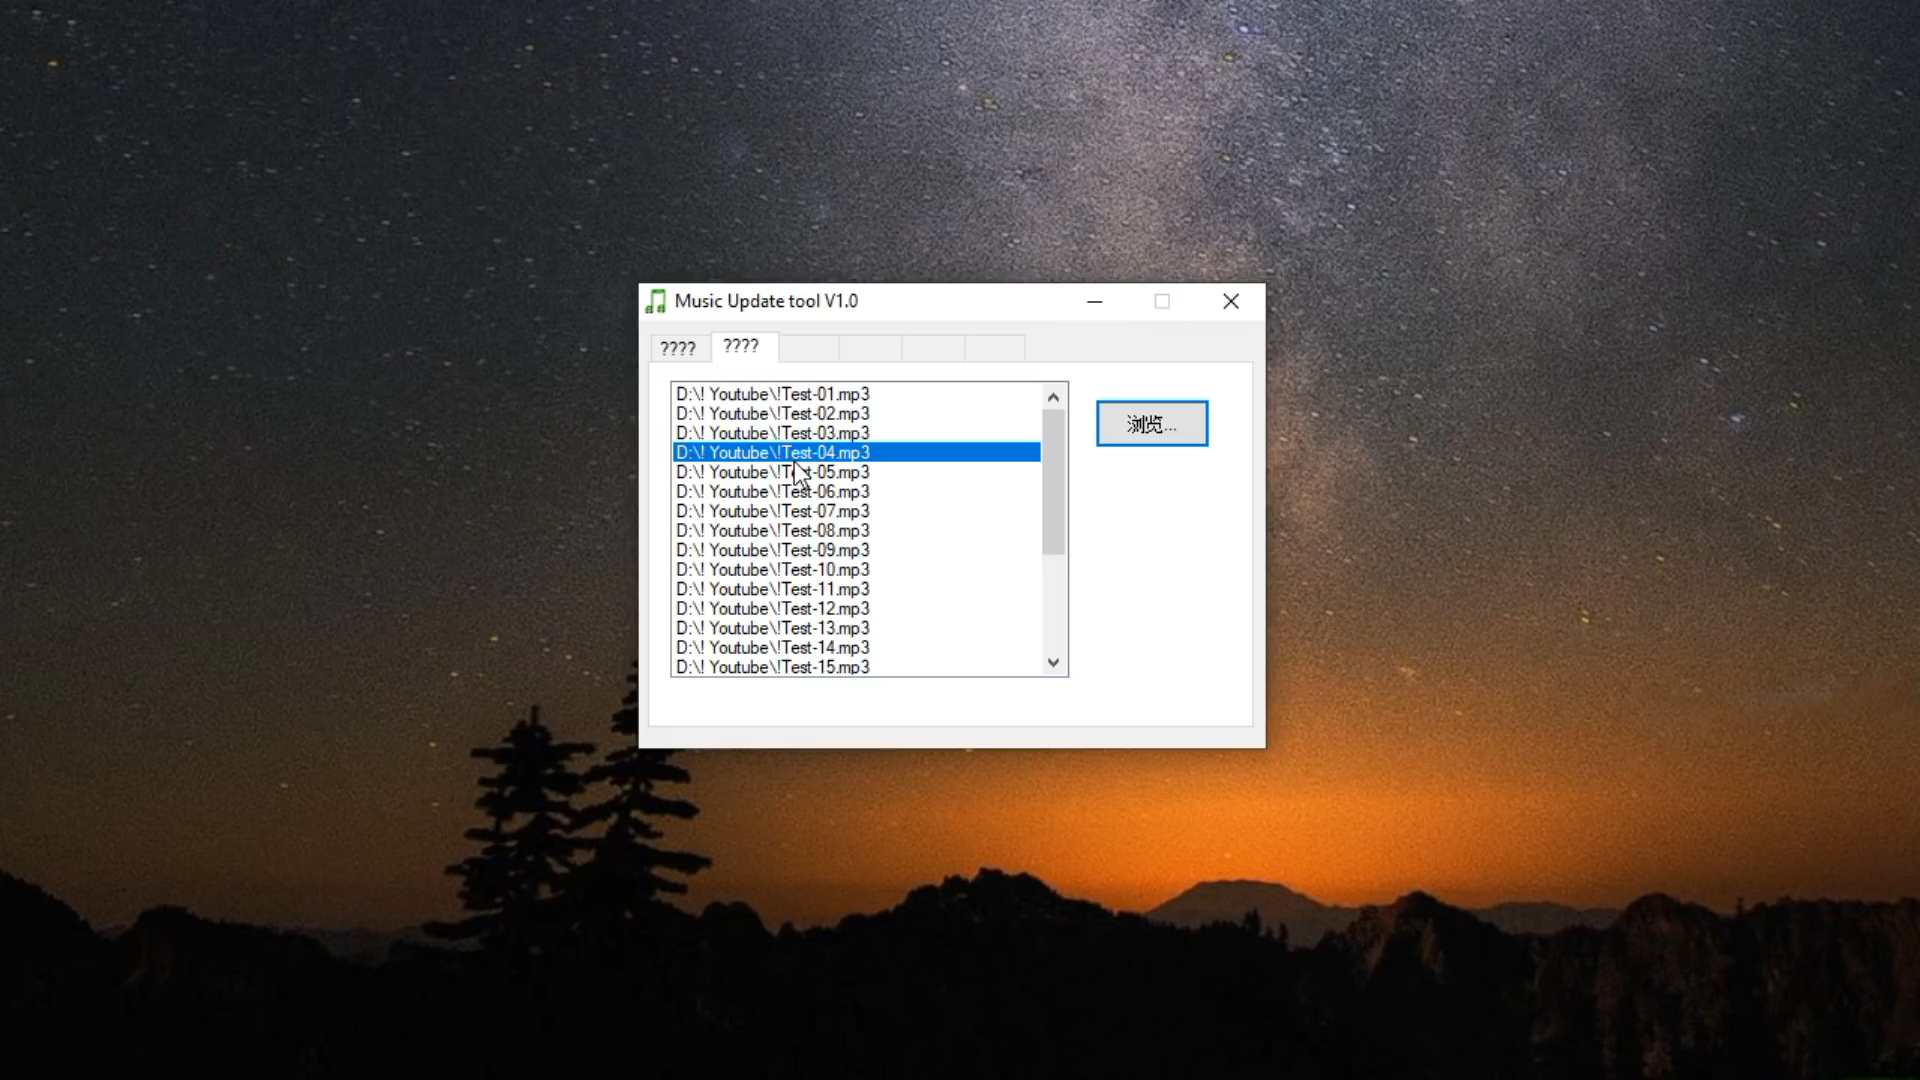 Music Update tool V1.0
???? ????
D:\! Youtube\!Test-01.mp3
D:\! Youtube\!Test-02.mp3
D:\! Youtube\!Test-03.mp3
D:\! Youtube\!Test-04.mp3
D:\! Youtube\!Test-05.mp3
D:\! Youtube\!Test-06.mp3
D:\! Youtube\!Test-07.mp3
D:\! Youtube\!Test-08.mp3
D:\! Youtube\!Test-09.mp3
D:\! Youtube\!Test-10.mp3
D:\! Youtube\!Test-11.mp3
D:\! Youtube\!Test-12.mp3
D:\! Youtube\!Test-13.mp3
D:\! Youtube\!Test-14.mp3
D:\! Youtube\!Test-15.mp3
浏览...